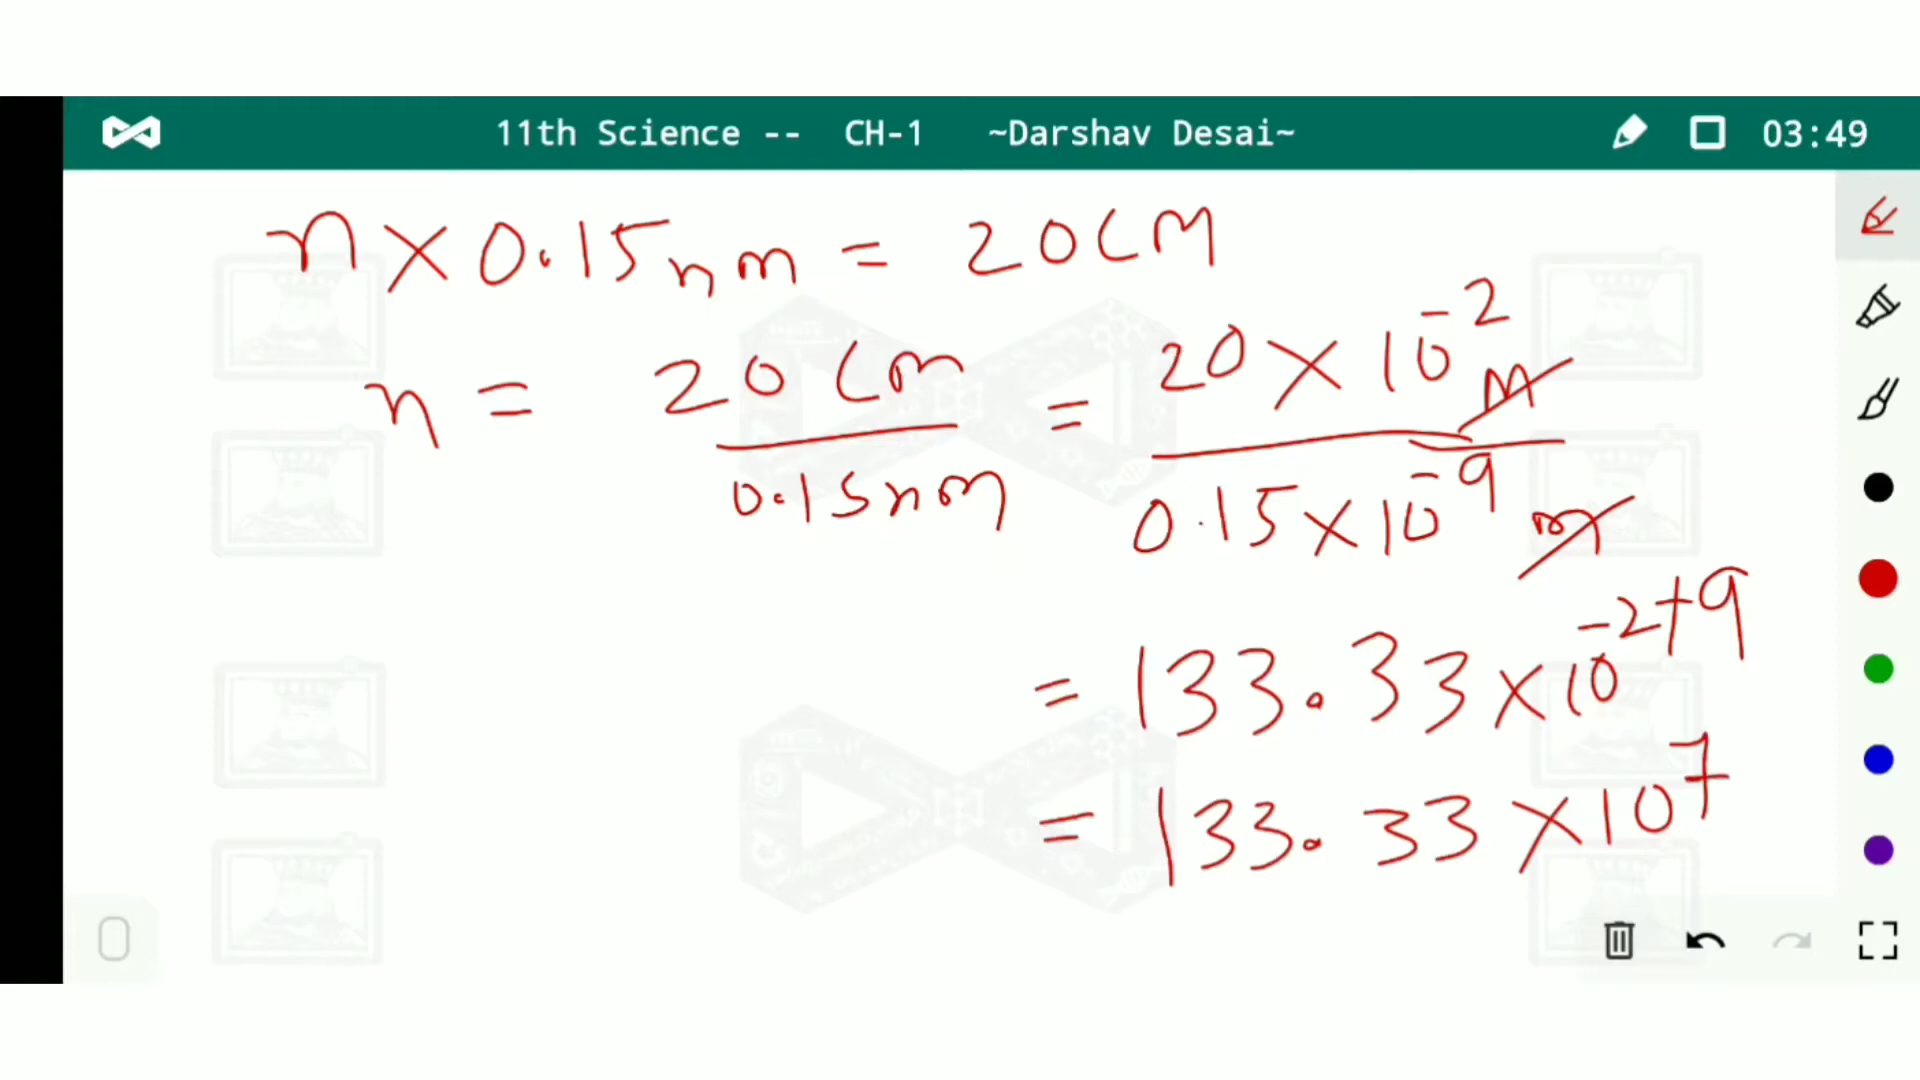 11th Science -- CH-1 ~Darshav Desai~ 03:49
n × 0.15 nm = 20 cm
n = 20 cm / 0.15 nm = 20 × 10⁻² m / 0.15 × 10⁻⁹ m
= 133.33 × 10⁻²⁺⁹
= 133.33 × 10⁷